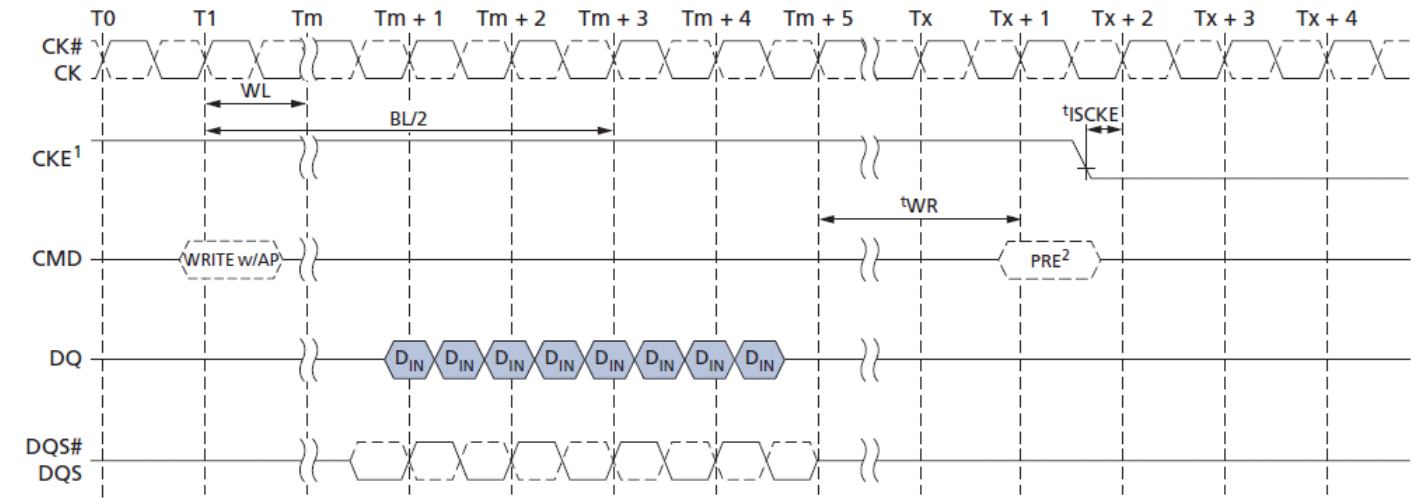 T0 T1 Tm Tm + 1 Tm + 2 Tm + 3 Tm + 4 Tm + 5 Tx Tx + 1 Tx + 2 Tx + 3 Tx + 4
CK#
CK
WL
BL/2
tISCKE
CKE1
tWR
CMD WRITE w/AP PRE2
DQ DIN DIN DIN DIN DIN DIN DIN DIN
DQS#
DQS